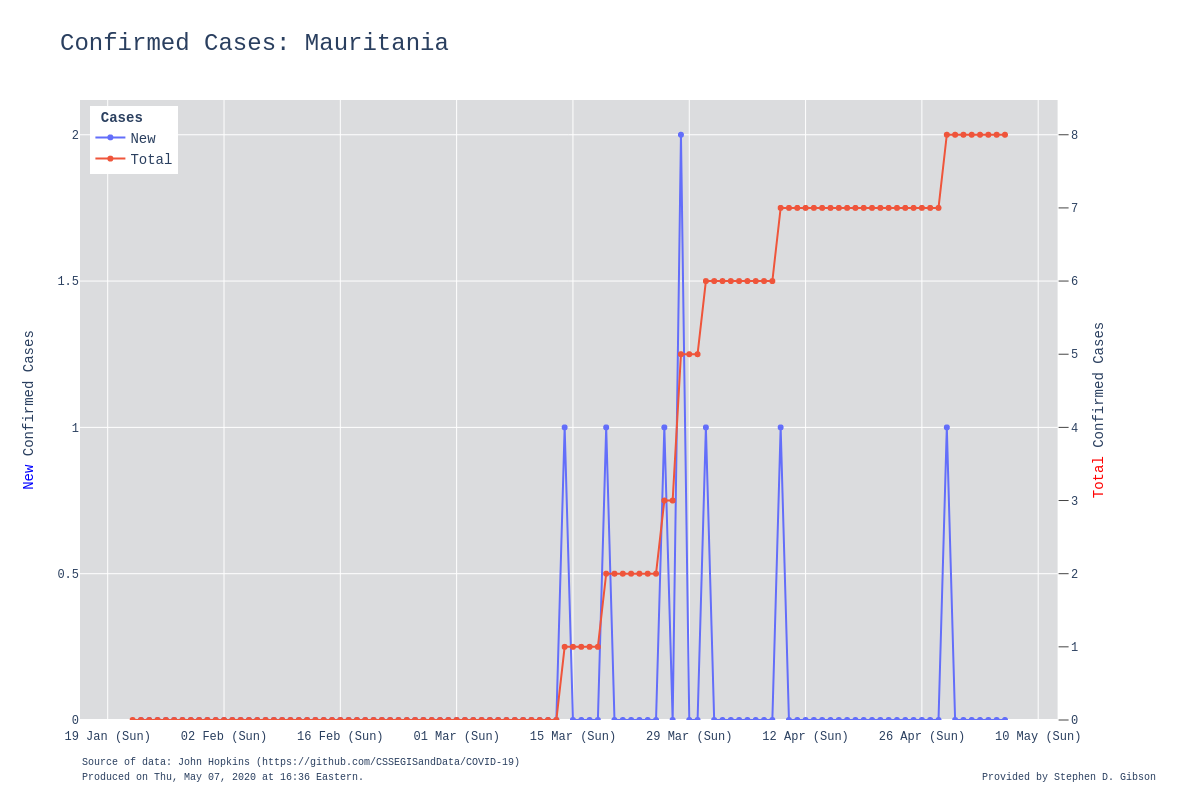 Confirmed Cases: Mauritania
Cases
New
Total
2
1.5
1
0.5
0
8
7
6
5
4
3
2
1
0
New Confirmed Cases
Total Confirmed Cases
19 Jan (Sun) 02 Feb (Sun) 16 Feb (Sun) 01 Mar (Sun) 15 Mar (Sun) 29 Mar (Sun) 12 Apr (Sun) 26 Apr (Sun) 10 May (Sun)
Source of data: John Hopkins (https://github.com/CSSEGISandData/COVID-19)
Produced on Thu, May 07, 2020 at 16:36 Eastern.
Provided by Stephen D. Gibson